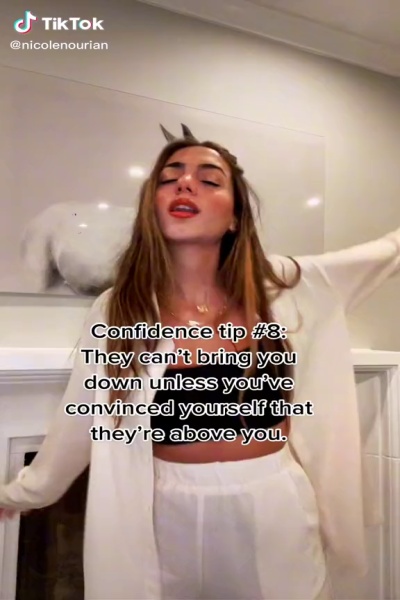 TikTok
@nicolenourian
Confidence tip #8:
They can't bring you
down unless you've
convinced yourself that
they're above you.